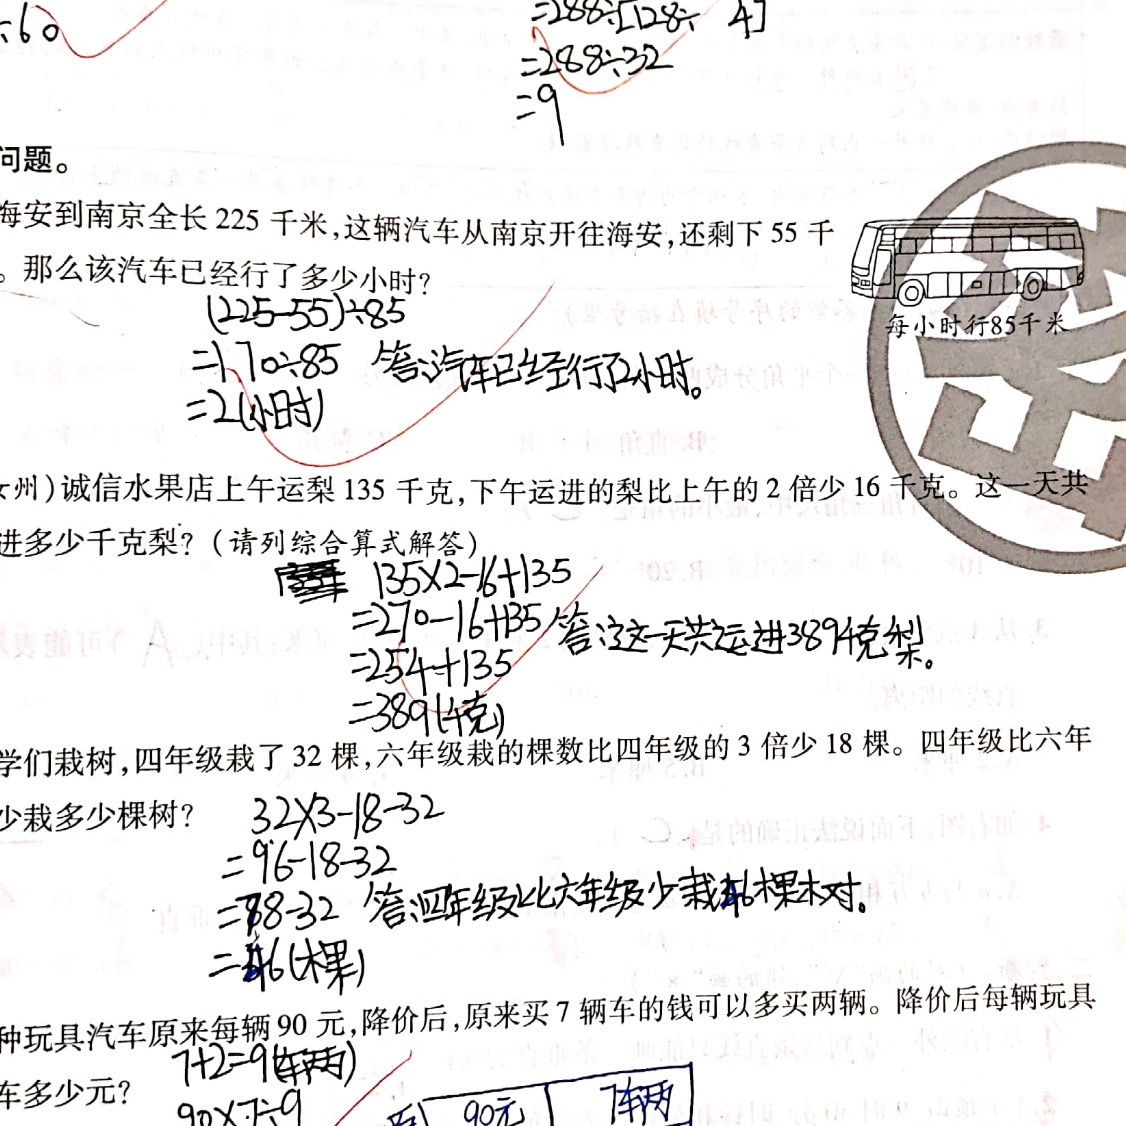 ÷60
=288÷[128÷ 4]
=288÷32
=9
问题。
海安到南京全长 225 千米,这辆汽车从南京开往海安,还剩下 55 千
。那么该汽车已经行了多少小时?
每小时行85千米
(225-55)÷85
=170÷85 答:汽车已经行了2小时。
=2(小时)
州)诚信水果店上午运梨 135 千克,下午运进的梨比上午的 2 倍少 16 千克。这一天共
进多少千克梨?(请列综合算式解答)
135×2-16+135
=270-16+135 答:这一天共运进389千克梨。
=254+135
=389(千克)
学们栽树,四年级栽了 32 棵,六年级栽的棵数比四年级的 3 倍少 18 棵。四年级比六年
少栽多少棵树?
32×3-18-32
=96-18-32
=78-32 答:四年级比六年级少栽46棵树。
=46(棵)
种玩具汽车原来每辆 90 元,降价后,原来买 7 辆车的钱可以多买两辆。降价后每辆玩具
车多少元?
7+2=9(辆)
90×7÷9
90元 7车两